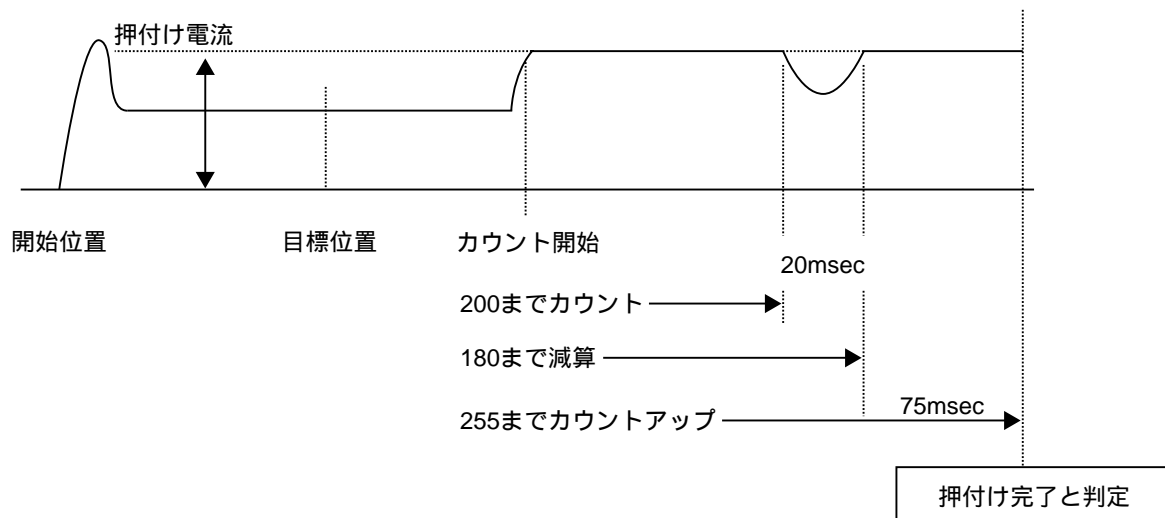 押付け電流
開始位置
目標位置
カウント開始
20msec
200までカウント
180まで減算
75msec
255までカウントアップ
押付け完了と判定